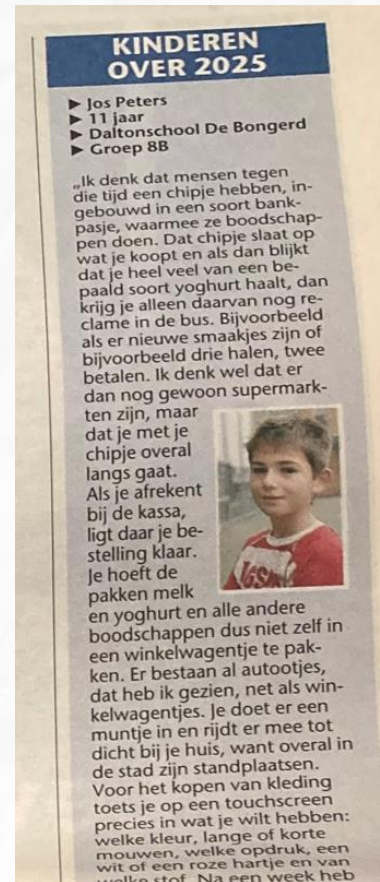 KINDEREN
OVER 2025
► Jos Peters
► 11 jaar
► Daltonschool De Bongerd
► Groep 8B
„Ik denk dat mensen tegen
die tijd een chipje hebben, in-
gebouwd in een soort bank-
pasje, waarmee ze boodschap-
pen doen. Dat chipje slaat op
wat je koopt en als dan blijkt
dat je heel veel van een be-
paald soort yoghurt haalt, dan
krijg je alleen daarvan nog re-
clame in de bus. Bijvoorbeeld
als er nieuwe smaakjes zijn of
bijvoorbeeld drie halen, twee
betalen. Ik denk wel dat er
dan nog gewoon supermark-
ten zijn, maar
dat je met je
chipje overal
langs gaat.
Als je afrekent
bij de kassa,
ligt daar je be-
stelling klaar.
Je hoeft de
pakken melk
en yoghurt en alle andere
boodschappen dus niet zelf in
een winkelwagentje te pak-
ken. Er bestaan al autootjes,
dat heb ik gezien, net als win-
kelwagentjes. Je doet er een
muntje in en rijdt er mee tot
dicht bij je huis, want overal in
de stad zijn standplaatsen.
Voor het kopen van kleding
toets je op een touchscreen
precies in wat je wilt hebben:
welke kleur, lange of korte
mouwen, welke opdruk, een
wit of een roze hartje en van
welke stof. Na een week heb